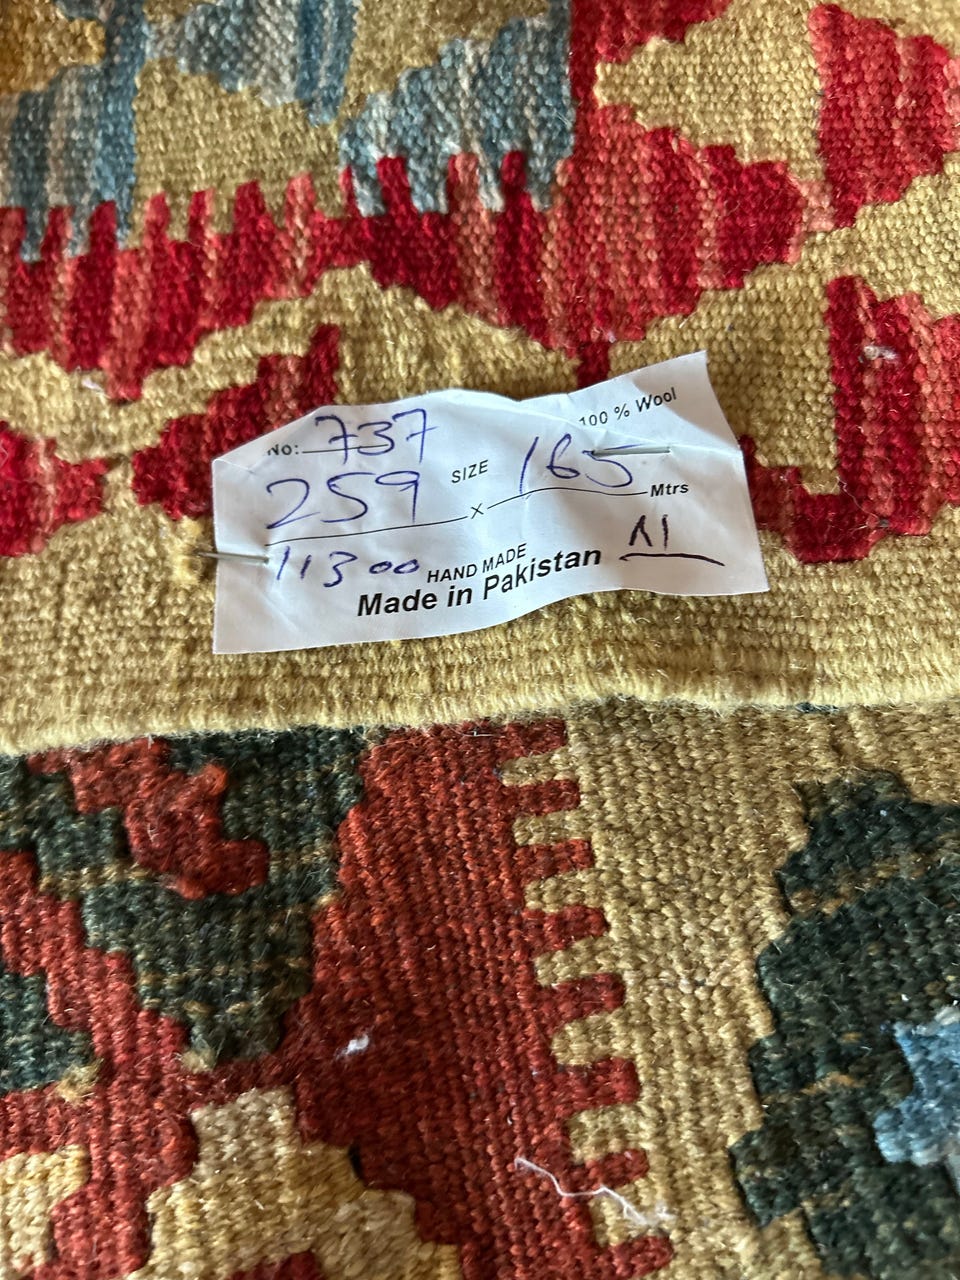 No: 737 100 % Wool
259 SIZE 165
x Mtrs
11300 HAND MADE
Made in Pakistan